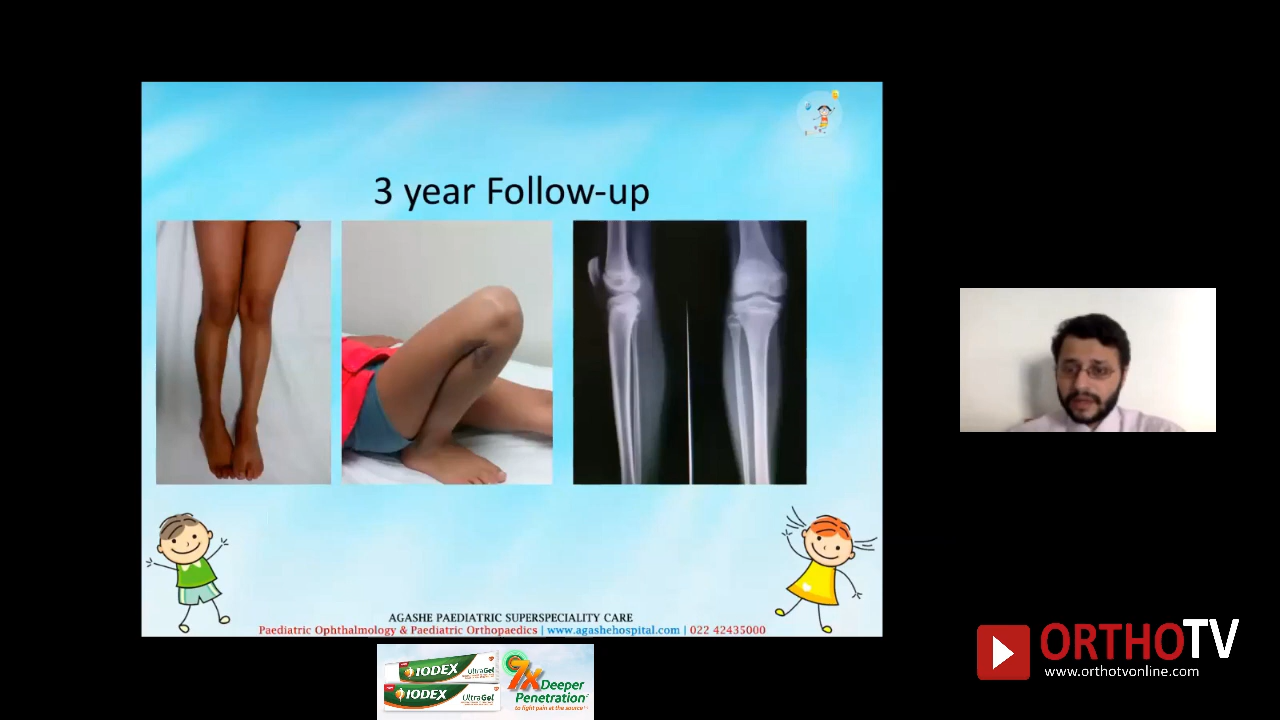 3 year Follow-up
AGASHE PAEDIATRIC SUPERSPECIALITY CARE
Paediatric Ophthalmology & Paediatric Orthopaedics | www.agashehospital.com | 022 42435000
IODEX UltraGel
IODEX UltraGel
7X Deeper
Penetration
to fight pain at the source
ORTHOTV
www.orthotvonline.com